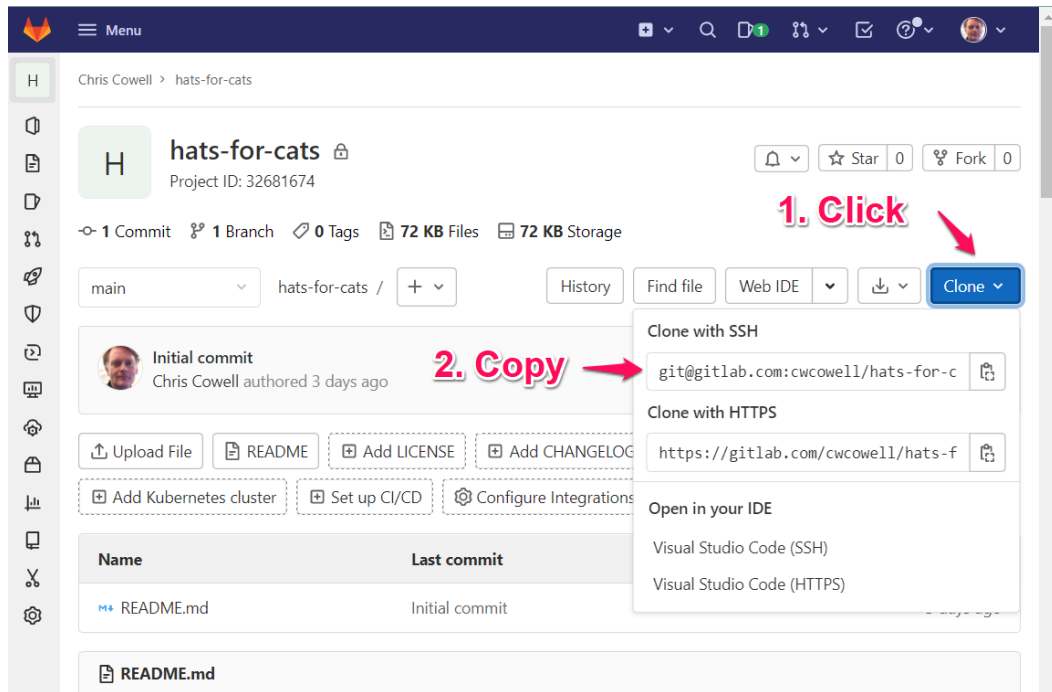 Menu
1
H
Chris Cowell > hats-for-cats
H
hats-for-cats
Project ID: 32681674
Star 0
Fork 0
1. Click
1 Commit 1 Branch 0 Tags 72 KB Files 72 KB Storage
main
hats-for-cats /
+
History
Find file
Web IDE
Clone
Clone with SSH
Initial commit
Chris Cowell authored 3 days ago
2. Copy
git@gitlab.com:cwcowell/hats-for-c
Clone with HTTPS
https://gitlab.com/cwcowell/hats-f
Upload File
README
Add LICENSE
Add CHANGELOG
Add Kubernetes cluster
Set up CI/CD
Configure Integrations
Open in your IDE
Visual Studio Code (SSH)
Visual Studio Code (HTTPS)
Name Last commit
README.md Initial commit
README.md